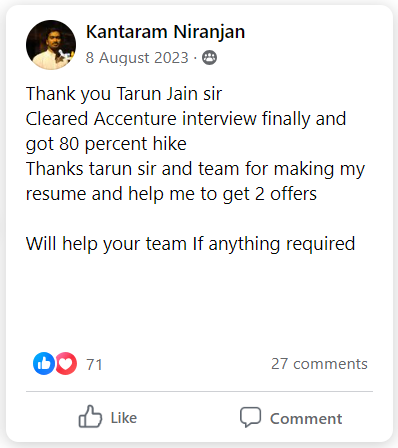 Kantaram Niranjan
8 August 2023 ·
Thank you Tarun Jain sir
Cleared Accenture interview finally and
got 80 percent hike
Thanks tarun sir and team for making my
resume and help me to get 2 offers
Will help your team If anything required
71
27 comments
Like
Comment